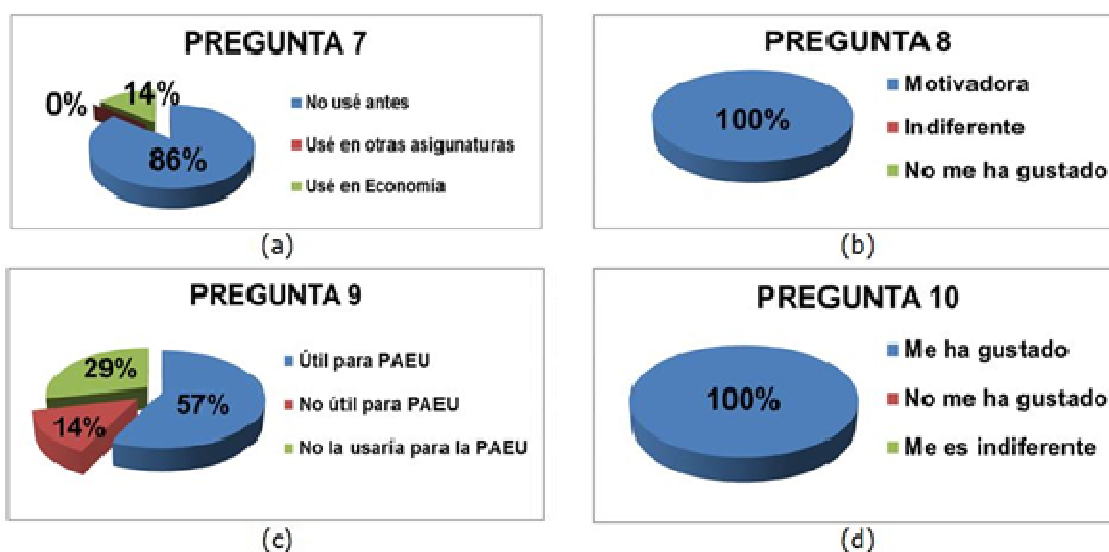 PREGUNTA 7
14%
0%
86%
No usé antes
Usé en otras asigunaturas
Usé en Economía
(a)
PREGUNTA 8
100%
Motivadora
Indiferente
No me ha gustado
(b)
PREGUNTA 9
29%
57%
14%
Útil para PAEU
No útil para PAEU
No la usaría para la PAEU
(c)
PREGUNTA 10
100%
Me ha gustado
No me ha gustado
Me es indiferente
(d)